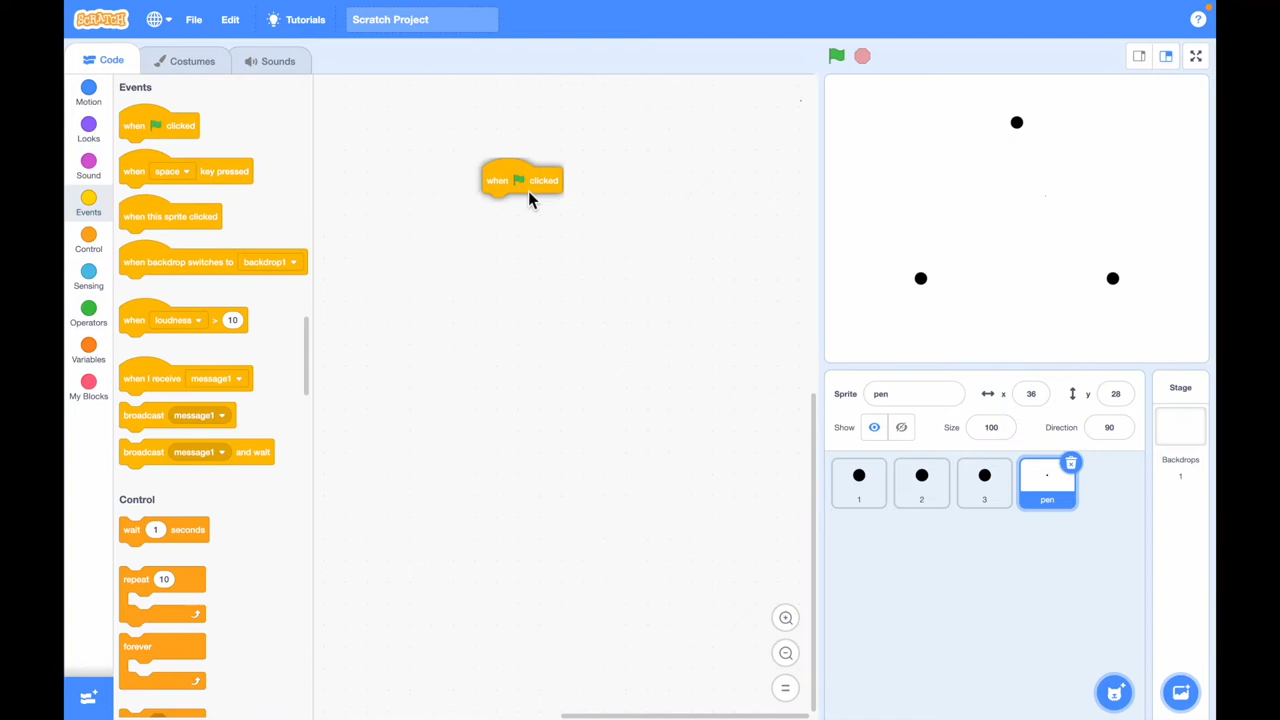 SCRATCH File Edit Tutorials Scratch Project ?
Code Costumes Sounds
Motion
Looks
Sound
Events
Control
Sensing
Operators
Variables
My Blocks
Events
when clicked
when space key pressed
when this sprite clicked
when backdrop switches to backdrop1
when loudness > 10
when I receive message1
broadcast message1
broadcast message1 and wait
Control
wait 1 seconds
repeat 10
forever
when clicked
Sprite pen x 36 y 28
Show Size 100 Direction 90
1 2 3 pen
Stage
Backdrops
1